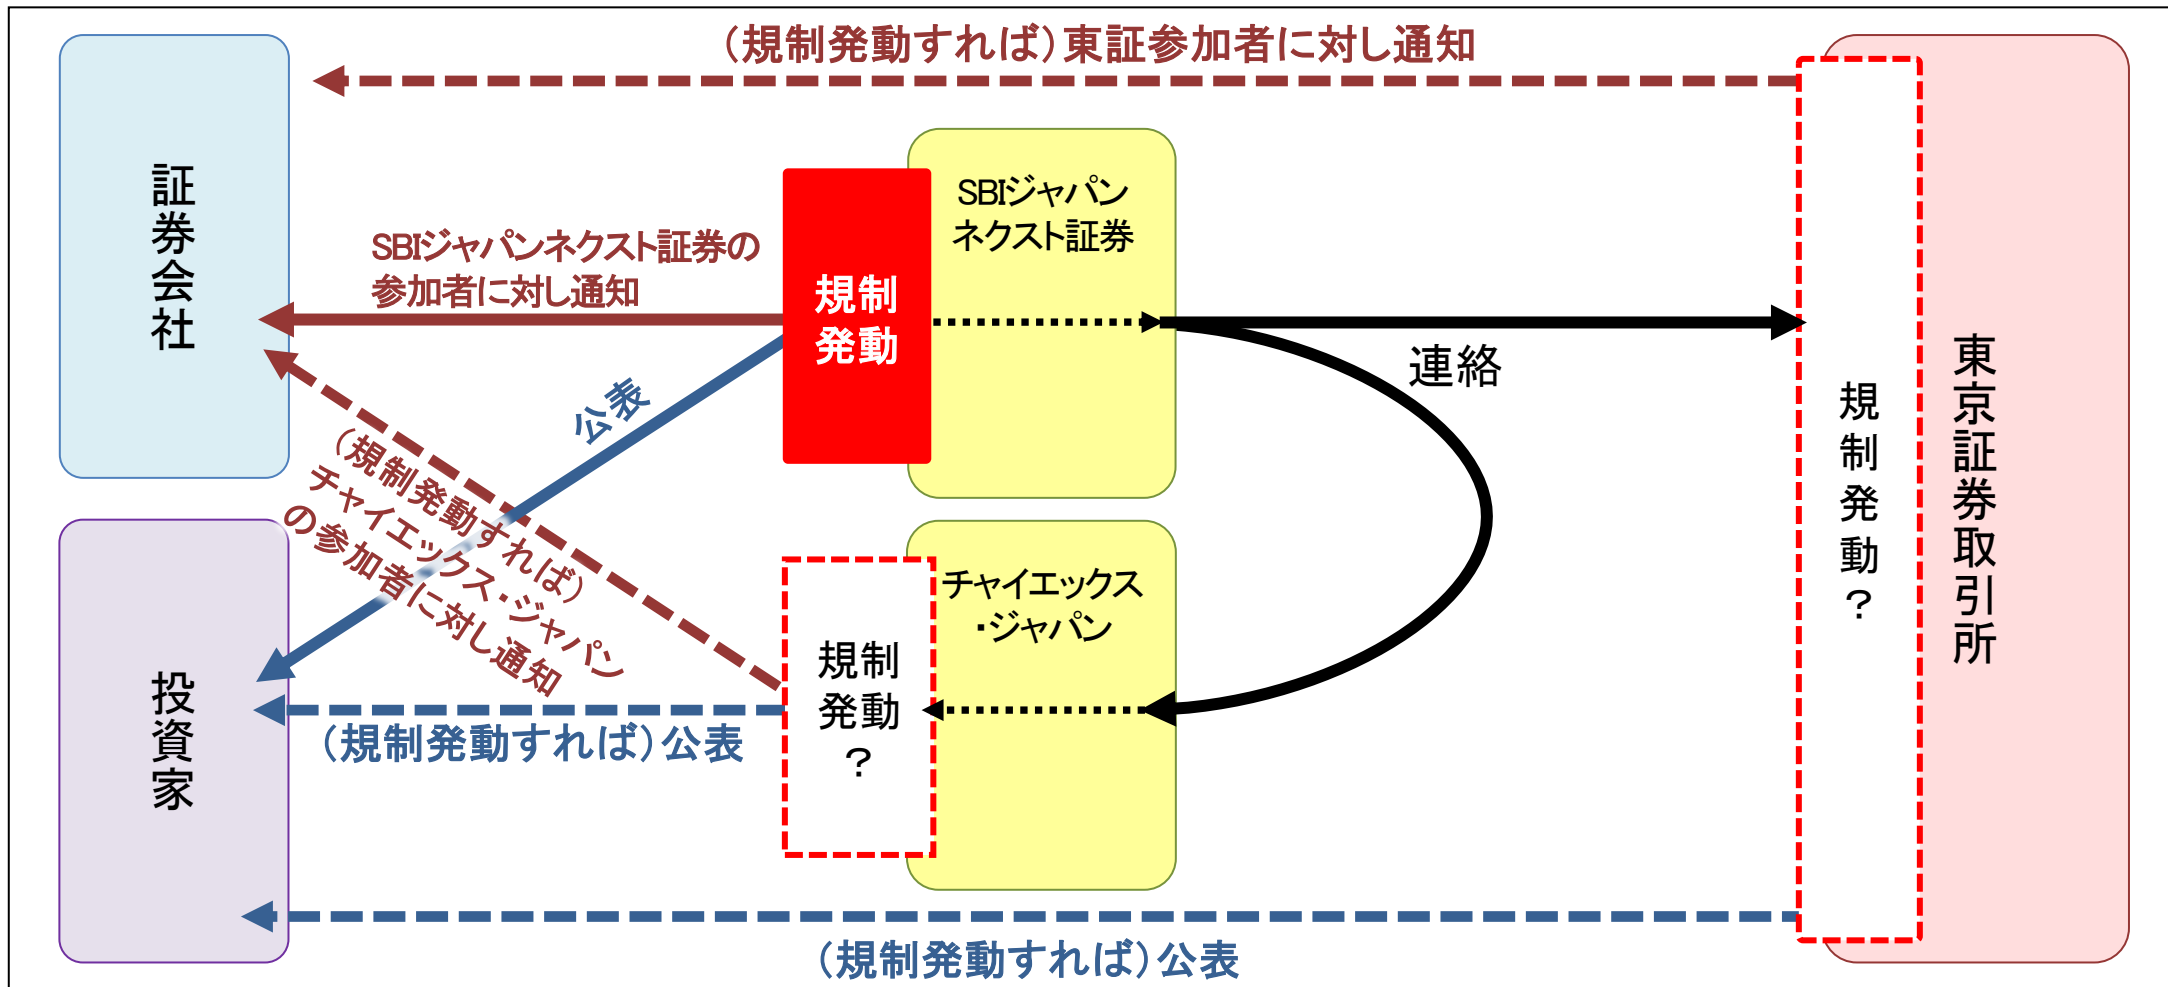 （規制発動すれば）東証参加者に対し通知
証券会社
SBIジャパン
ネクスト証券
SBIジャパンネクスト証券の
参加者に対し通知
規制
発動
連絡
公表
東京証券取引所
規制発動？
（規制発動すれば）
チャイエックス・ジャパン
の参加者に対し通知
チャイエックス
・ジャパン
規制
発動
？
投資家
（規制発動すれば）公表
（規制発動すれば）公表